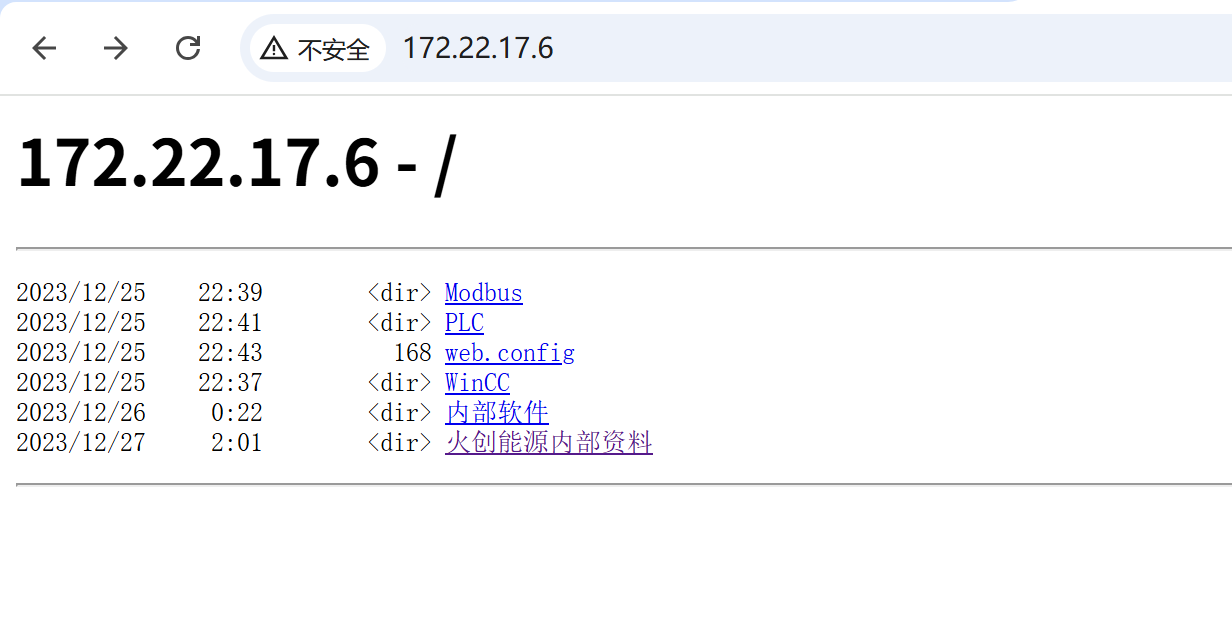 不安全 172.22.17.6
172.22.17.6 - /
2023/12/25 22:39 <dir> Modbus
2023/12/25 22:41 <dir> PLC
2023/12/25 22:43 168 web.config
2023/12/25 22:37 <dir> WinCC
2023/12/26 0:22 <dir> 内部软件
2023/12/27 2:01 <dir> 火创能源内部资料